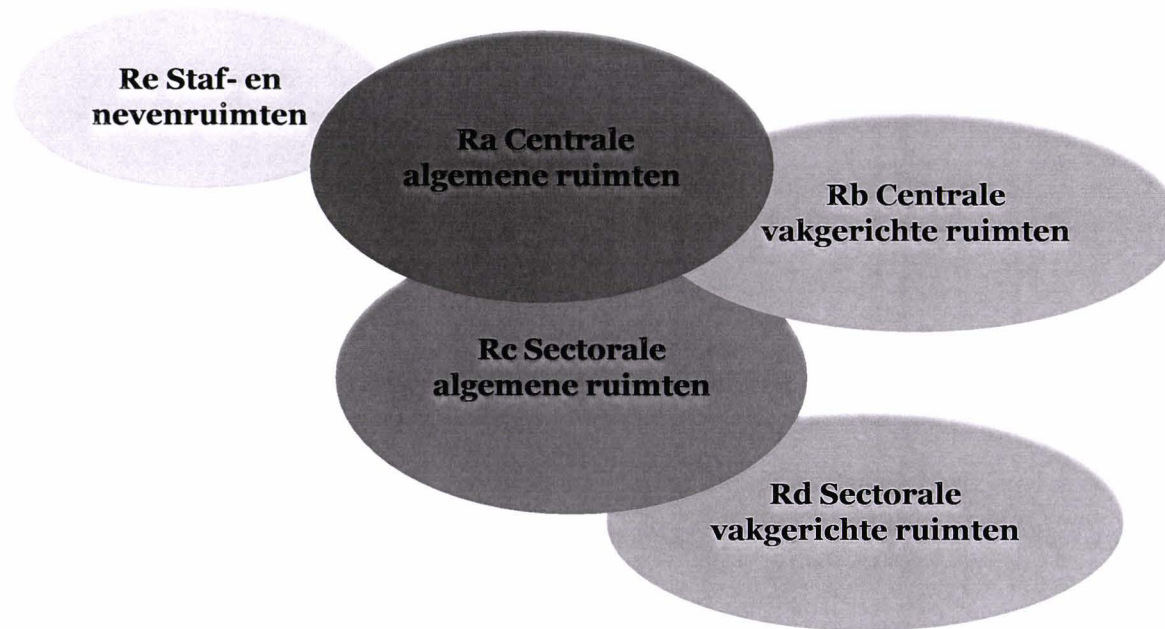 Re Staf- en
nevenruimten
Ra Centrale
algemene ruimten
Rb Centrale
vakgerichte ruimten
Rc Sectorale
algemene ruimten
Rd Sectorale
vakgerichte ruimten